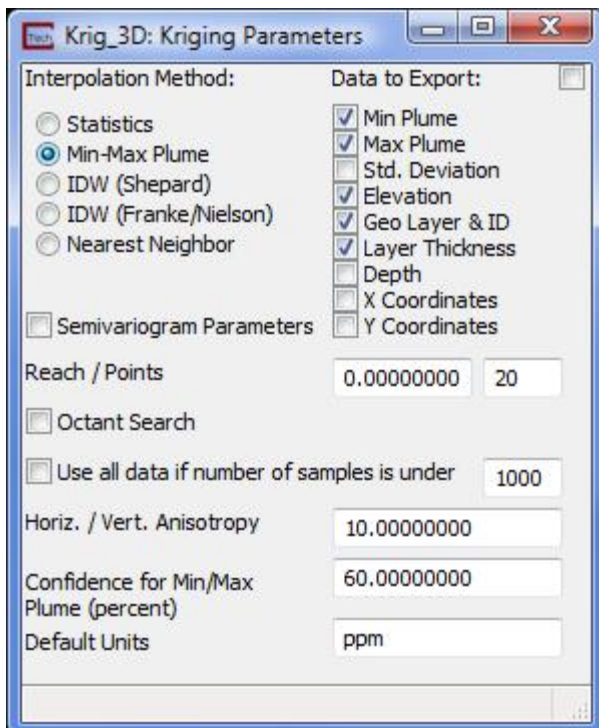 Tech Krig_3D: Kriging Parameters
Interpolation Method: Data to Export:
Statistics
Min-Max Plume
IDW (Shepard)
IDW (Franke/Nielson)
Nearest Neighbor
Min Plume
Max Plume
Std. Deviation
Elevation
Geo Layer & ID
Layer Thickness
Depth
X Coordinates
Y Coordinates
Semivariogram Parameters
Reach / Points 0.00000000 20
Octant Search
Use all data if number of samples is under 1000
Horiz. / Vert. Anisotropy 10.00000000
Confidence for Min/Max
Plume (percent) 60.00000000
Default Units ppm